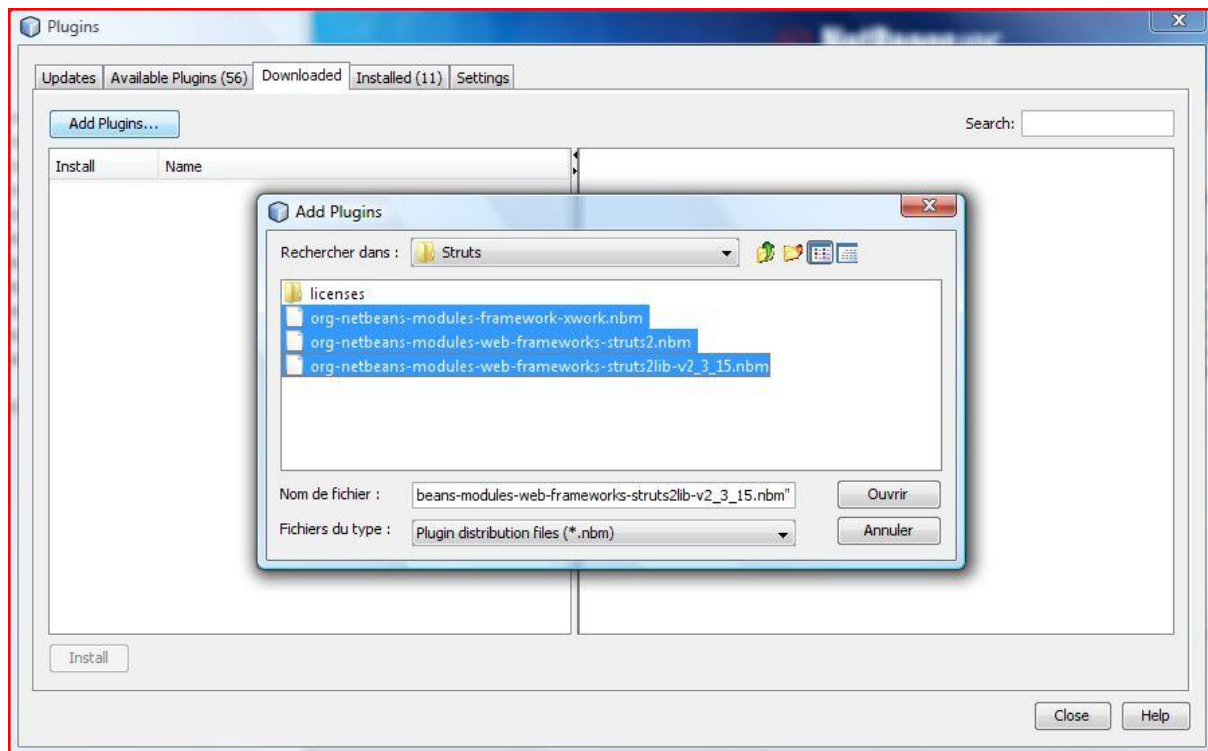 Plugins
Updates Available Plugins (56) Downloaded Installed (11) Settings
Add Plugins... Search:
Install Name
Add Plugins
Rechercher dans : Struts
licenses
org-netbeans-modules-framework-xwork.nbm
org-netbeans-modules-web-frameworks-struts2.nbm
org-netbeans-modules-web-frameworks-struts2lib-v2_3_15.nbm
Nom de fichier : beans-modules-web-frameworks-struts2lib-v2_3_15.nbm" Ouvrir
Fichiers du type : Plugin distribution files (*.nbm) Annuler
Install
Close Help